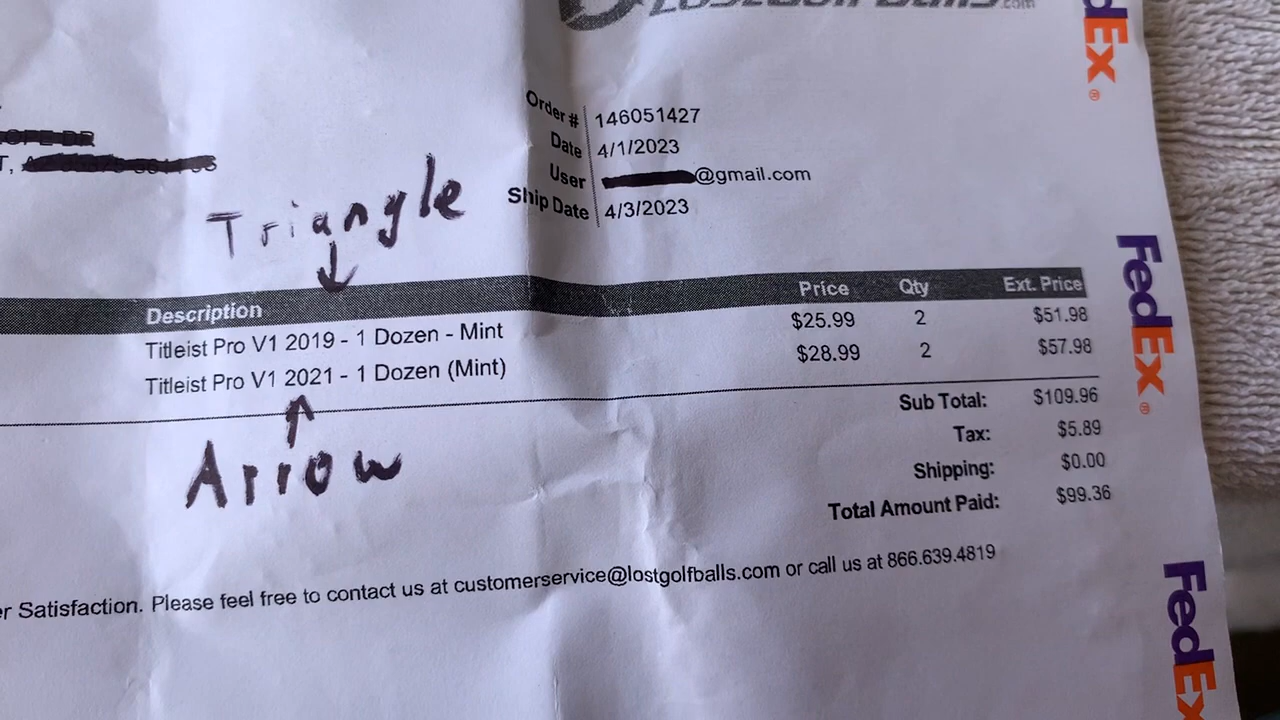 LostGolfBalls.com
Order # 146051427
Date 4/1/2023
User @gmail.com
Ship Date 4/3/2023
DR
T,
Triangle
Description Price Qty Ext. Price
Titleist Pro V1 2019 - 1 Dozen - Mint $25.99 2 $51.98
Titleist Pro V1 2021 - 1 Dozen (Mint) $28.99 2 $57.98
Arrow
Sub Total: $109.96
Tax: $5.89
Shipping: $0.00
Total Amount Paid: $99.36
er Satisfaction. Please feel free to contact us at customerservice@lostgolfballs.com or call us at 866.639.4819
dEx®
FedEx®
FedEx